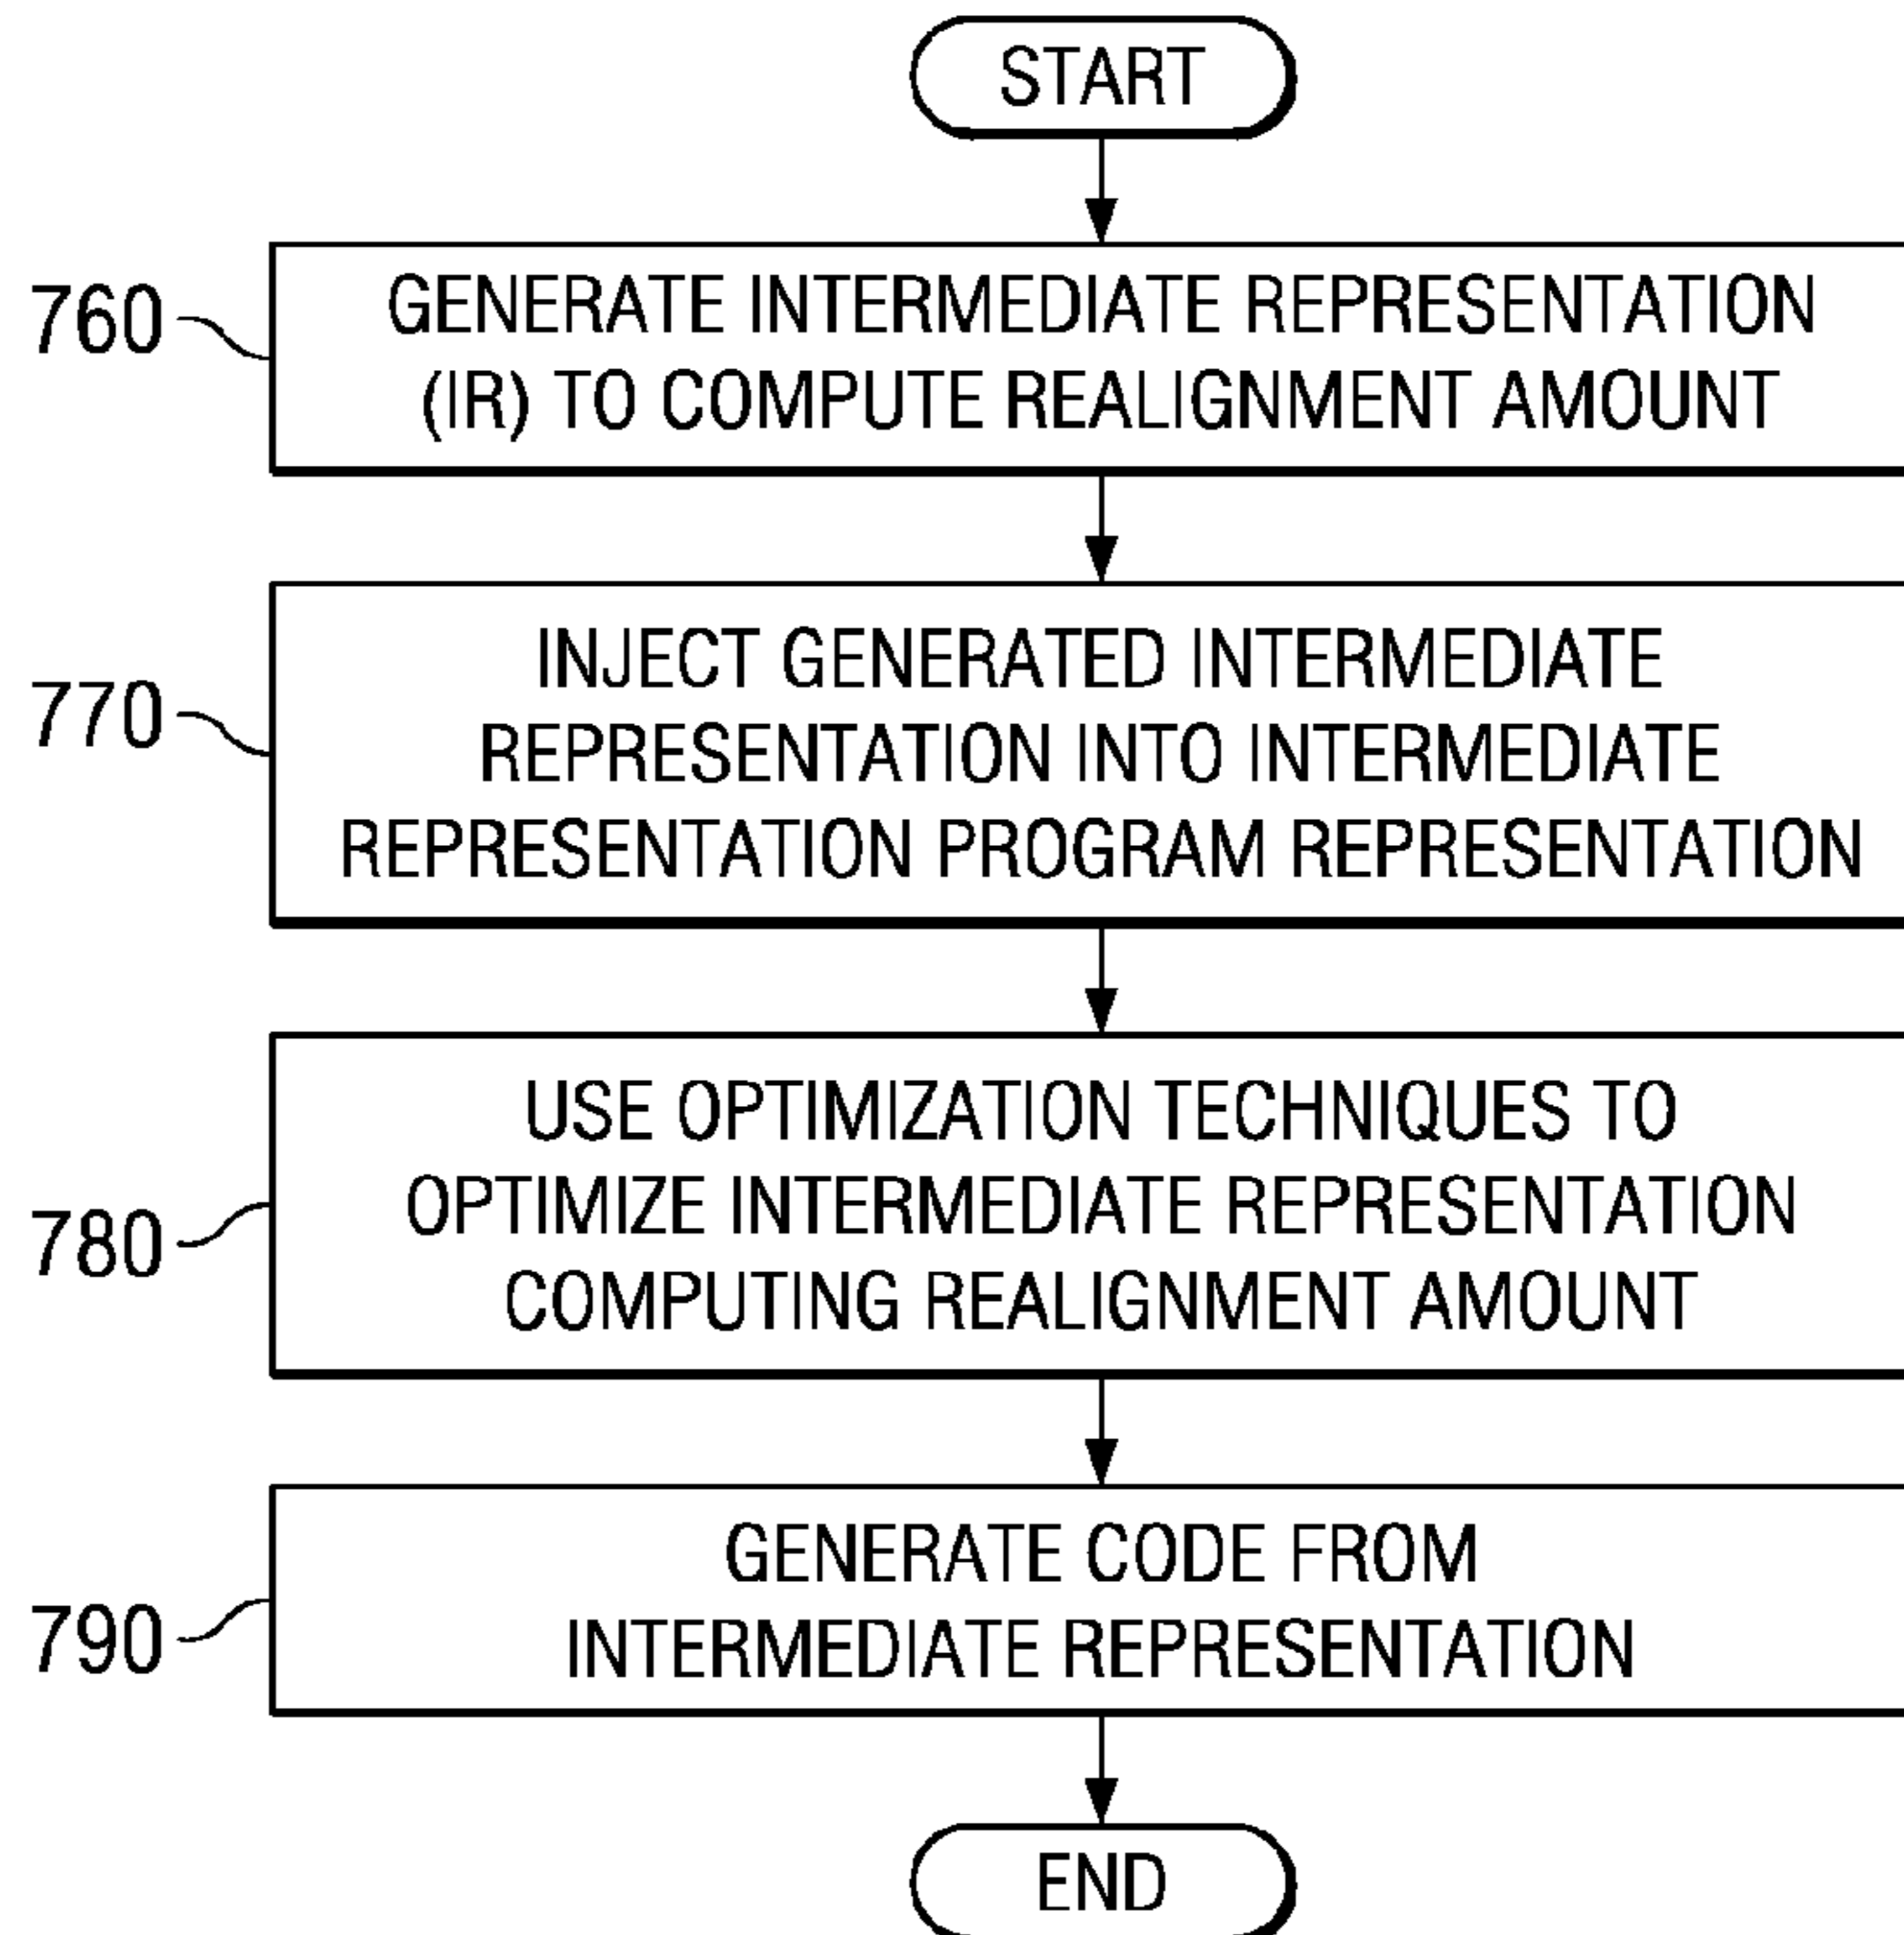 START
760
GENERATE INTERMEDIATE REPRESENTATION
(IR) TO COMPUTE REALIGNMENT AMOUNT
770
INJECT GENERATED INTERMEDIATE
REPRESENTATION INTO INTERMEDIATE
REPRESENTATION PROGRAM REPRESENTATION
780
USE OPTIMIZATION TECHNIQUES TO
OPTIMIZE INTERMEDIATE REPRESENTATION
COMPUTING REALIGNMENT AMOUNT
790
GENERATE CODE FROM
INTERMEDIATE REPRESENTATION
END